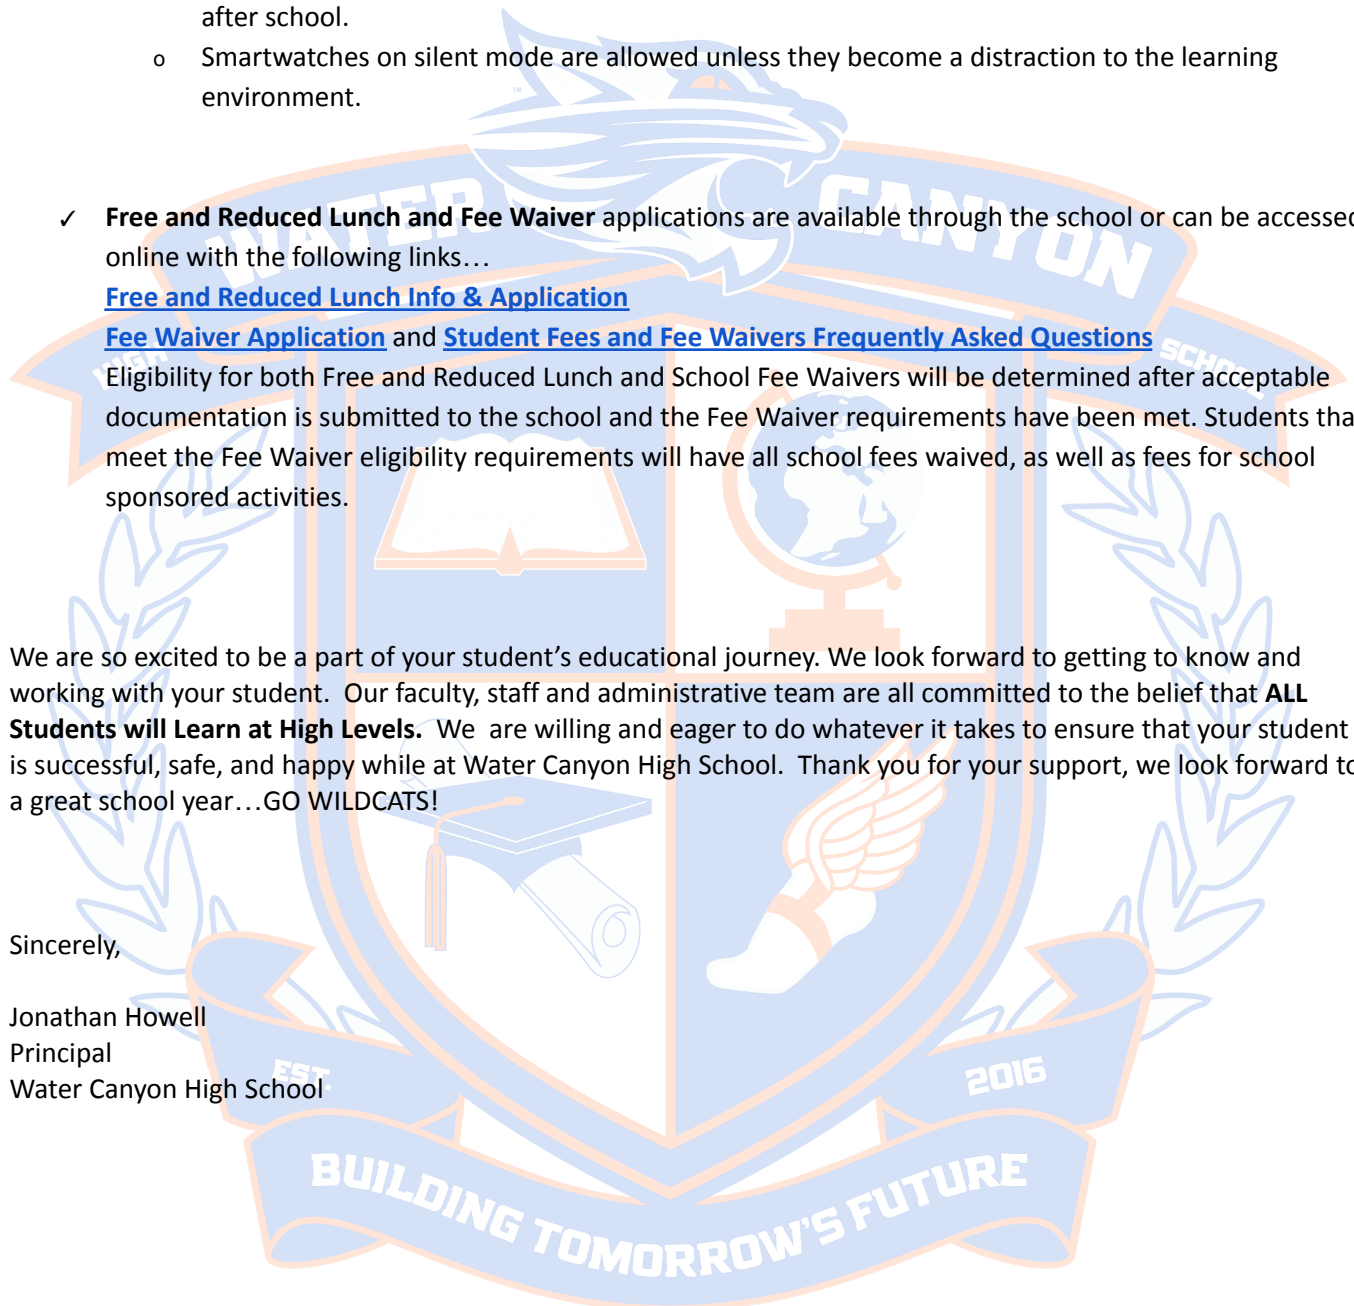 after school.
o Smartwatches on silent mode are allowed unless they become a distraction to the learning
environment.
™
WATER CANYON
✓ Free and Reduced Lunch and Fee Waiver applications are available through the school or can be accessed
online with the following links…
Free and Reduced Lunch Info & Application
Fee Waiver Application and Student Fees and Fee Waivers Frequently Asked Questions
HIGH SCHOOL
Eligibility for both Free and Reduced Lunch and School Fee Waivers will be determined after acceptable
documentation is submitted to the school and the Fee Waiver requirements have been met. Students tha
meet the Fee Waiver eligibility requirements will have all school fees waived, as well as fees for school
sponsored activities.
We are so excited to be a part of your student’s educational journey. We look forward to getting to know and
working with your student.  Our faculty, staff and administrative team are all committed to the belief that ALL
Students will Learn at High Levels.  We  are willing and eager to do whatever it takes to ensure that your student
is successful, safe, and happy while at Water Canyon High School.  Thank you for your support, we look forward to
a great school year…GO WILDCATS!
Sincerely,
Jonathan Howell
Principal
Water Canyon High School
EST. 2016
BUILDING TOMORROW'S FUTURE